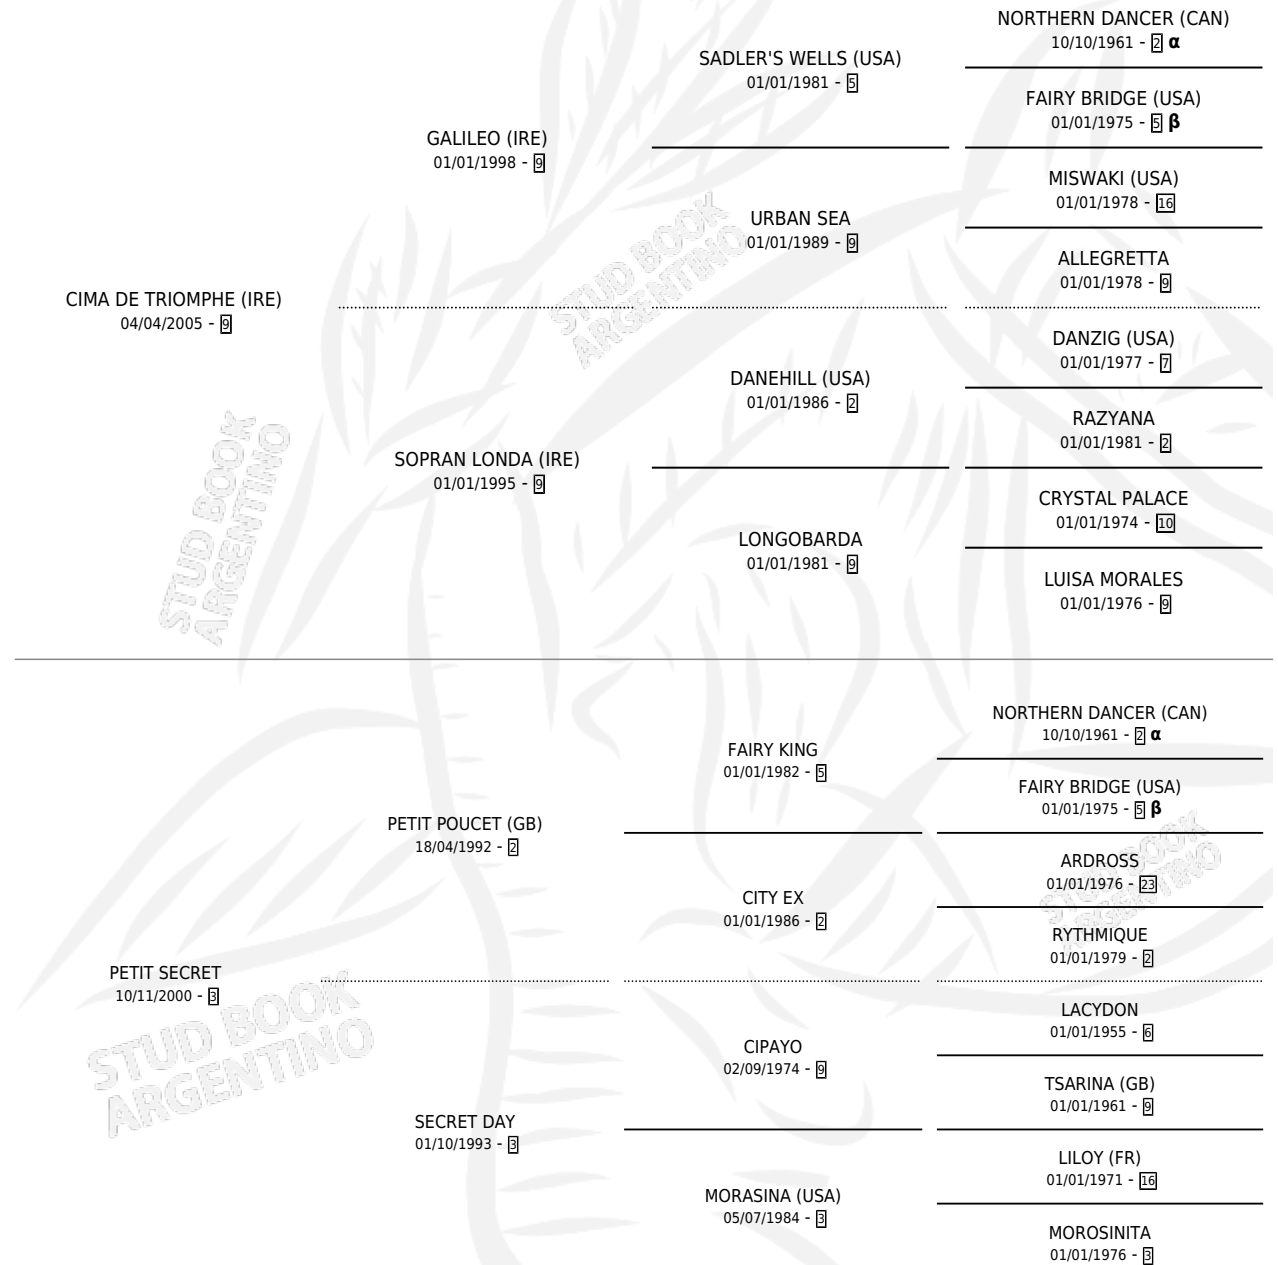 NORTHERN DANCER (CAN)
10/10/1961 - 2 α
SADLER'S WELLS (USA)
01/01/1981 - 5
FAIRY BRIDGE (USA)
01/01/1975 - 5 β
GALILEO (IRE)
01/01/1998 - 9
MISWAKI (USA)
01/01/1978 - 16
URBAN SEA
01/01/1989 - 9
ALLEGRETTA
01/01/1978 - 9
CIMA DE TRIOMPHE (IRE)
04/04/2005 - 9
DANZIG (USA)
01/01/1977 - 7
DANEHILL (USA)
01/01/1986 - 2
RAZYANA
01/01/1981 - 2
SOPRAN LONDA (IRE)
01/01/1995 - 9
CRYSTAL PALACE
01/01/1974 - 10
LONGOBARDA
01/01/1981 - 9
LUISA MORALES
01/01/1976 - 9
NORTHERN DANCER (CAN)
10/10/1961 - 2 α
FAIRY KING
01/01/1982 - 5
FAIRY BRIDGE (USA)
01/01/1975 - 5 β
PETIT POUCET (GB)
18/04/1992 - 2
ARDROSS
01/01/1976 - 23
CITY EX
01/01/1986 - 2
RYTHMIQUE
01/01/1979 - 2
PETIT SECRET
10/11/2000 - 3
LACYDON
01/01/1955 - 6
CIPAYO
02/09/1974 - 9
TSARINA (GB)
01/01/1961 - 9
SECRET DAY
01/10/1993 - 3
LILOY (FR)
01/01/1971 - 16
MORASINA (USA)
05/07/1984 - 3
MOROSINITA
01/01/1976 - 3
STUD BOOK
ARGENTINO
STUD BOOK
ARGENTINO
STUD BOOK
ARGENTINO
STUD BOOK
ARGENTINO